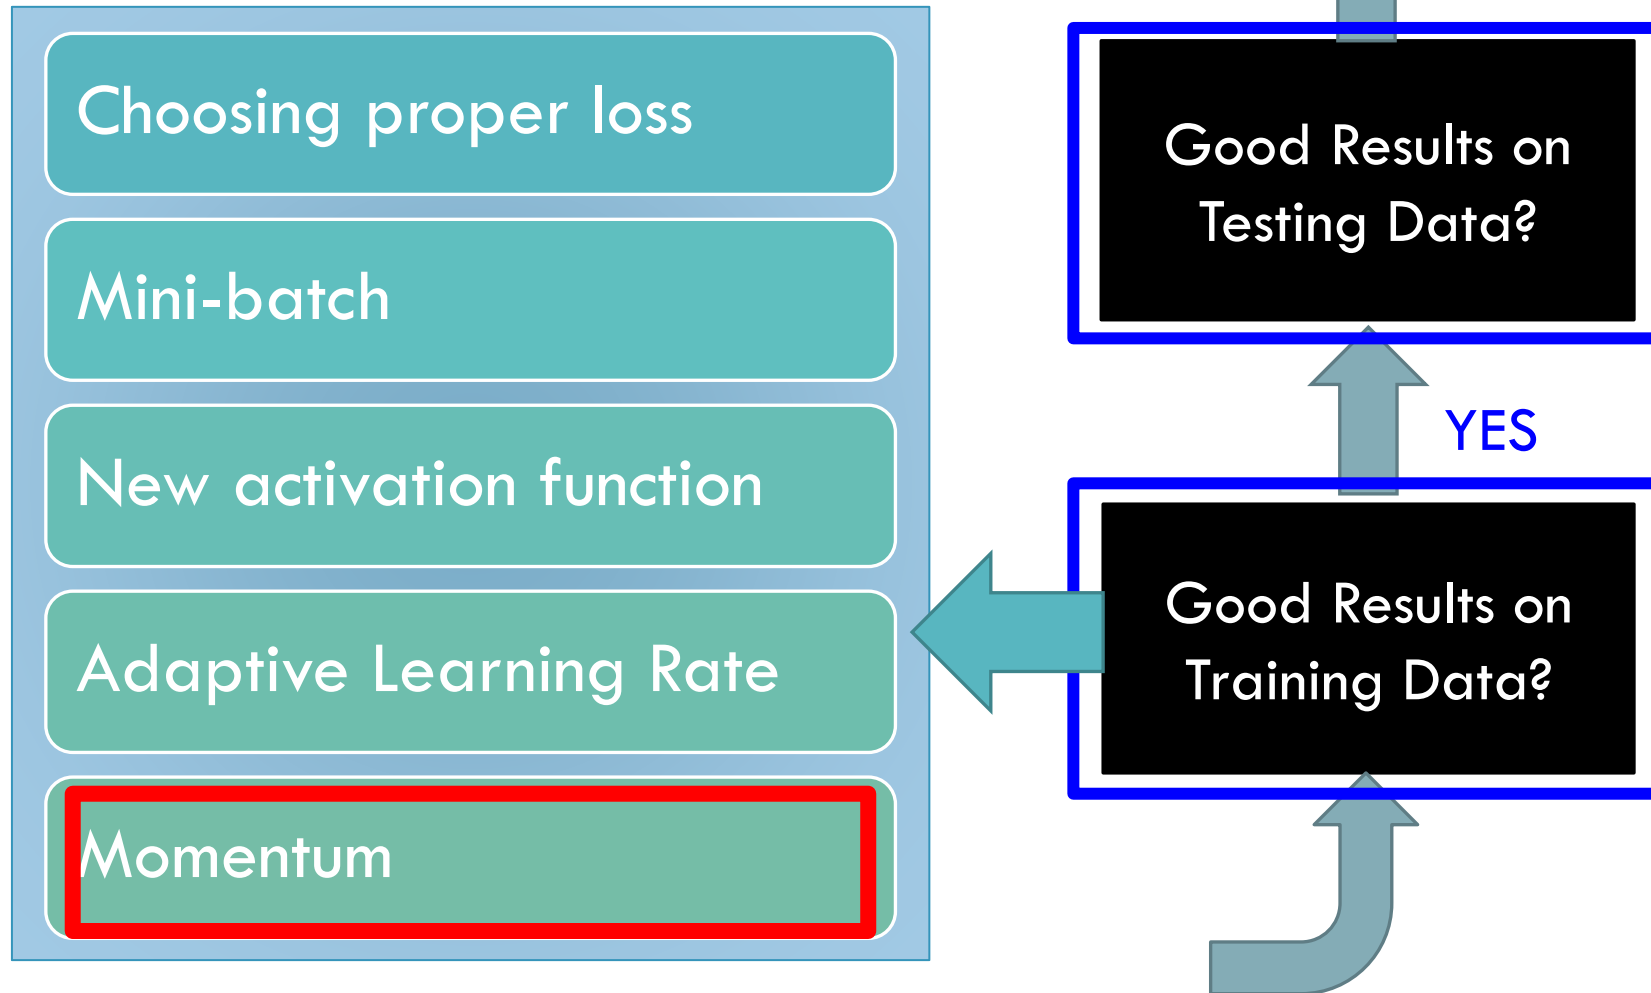 Choosing proper loss
Mini-batch
New activation function
Adaptive Learning Rate
Momentum
Good Results on
Testing Data?
YES
Good Results on
Training Data?